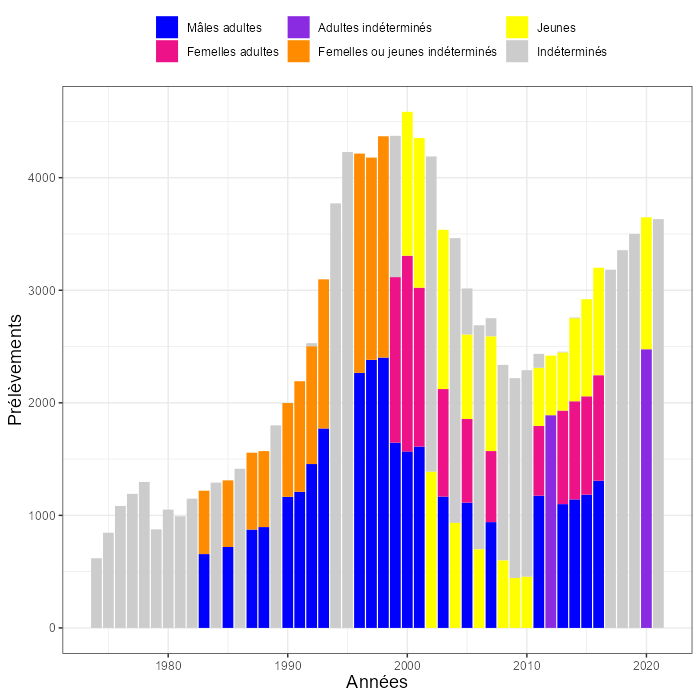 Mâles adultes Adultes indéterminés Jeunes
Femelles adultes Femelles ou jeunes indéterminés Indéterminés
Prélèvements
4000
3000
2000
1000
0
1980 1990 2000 2010 2020
Années